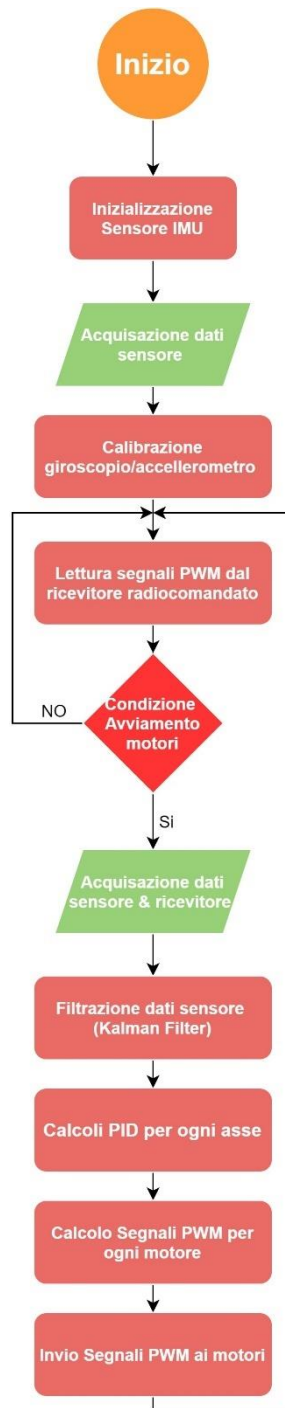 Inizio
Inizializzazione
Sensore IMU
Acquisazione dati
sensore
Calibrazione
giroscopio/accellerometro
Lettura segnali PWM dal
ricevitore radiocomandato
Condizione
Avviamento
motori
NO
Si
Acquisazione dati
sensore & ricevitore
Filtrazione dati sensore
(Kalman Filter)
Calcoli PID per ogni asse
Calcolo Segnali PWM per
ogni motore
Invio Segnali PWM ai motori